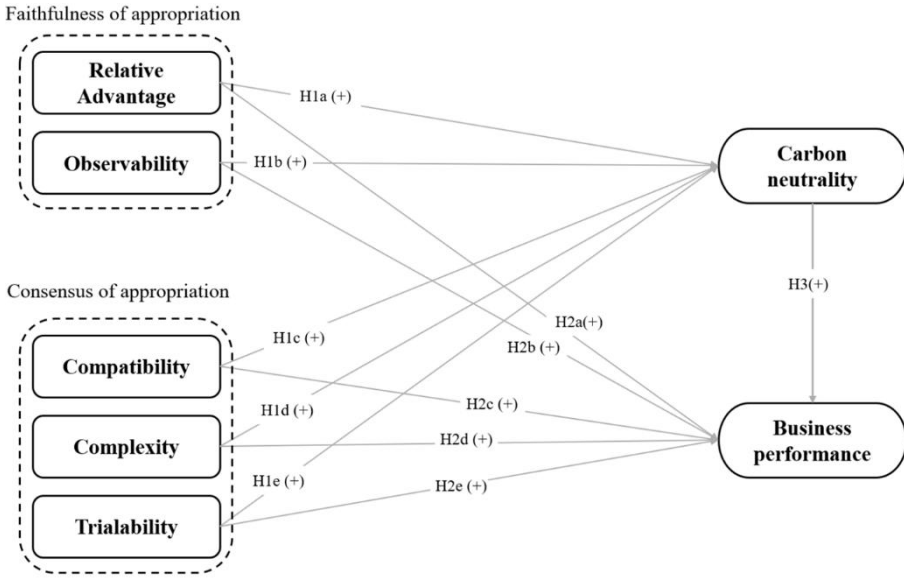 Faithfulness of appropriation
Relative
Advantage
H1a (+)
Observability
H1b (+)
Carbon
neutrality
H3(+)
Consensus of appropriation
H1c (+)
H2a(+)
H2b (+)
Compatibility
H2c (+)
H1d (+)
Complexity
H2d (+)
Business
performance
H1e (+)
H2e (+)
Trialability